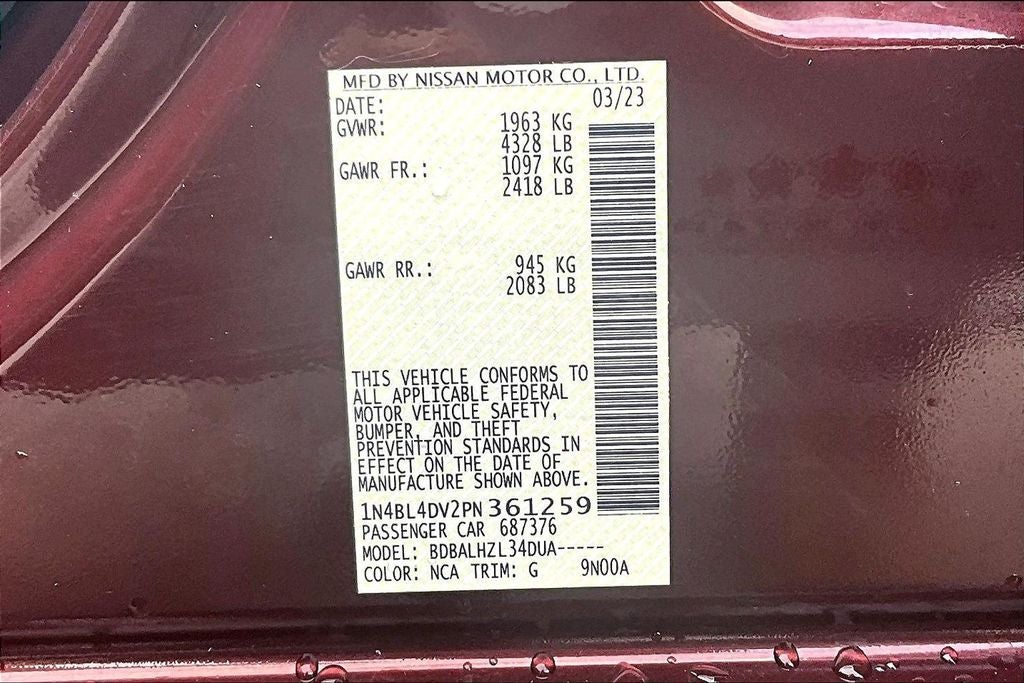 MFD BY NISSAN MOTOR CO., LTD.
DATE: 03/23
GVWR: 1963 KG
4328 LB
GAWR FR.: 1097 KG
2418 LB
GAWR RR.: 945 KG
2083 LB
THIS VEHICLE CONFORMS TO
ALL APPLICABLE FEDERAL
MOTOR VEHICLE SAFETY,
BUMPER, AND THEFT
PREVENTION STANDARDS IN
EFFECT ON THE DATE OF
MANUFACTURE SHOWN ABOVE.
1N4BL4DV2PN361259
PASSENGER CAR 687376
MODEL: BDBALHZL34DUA-----
COLOR: NCA TRIM: G 9N00A